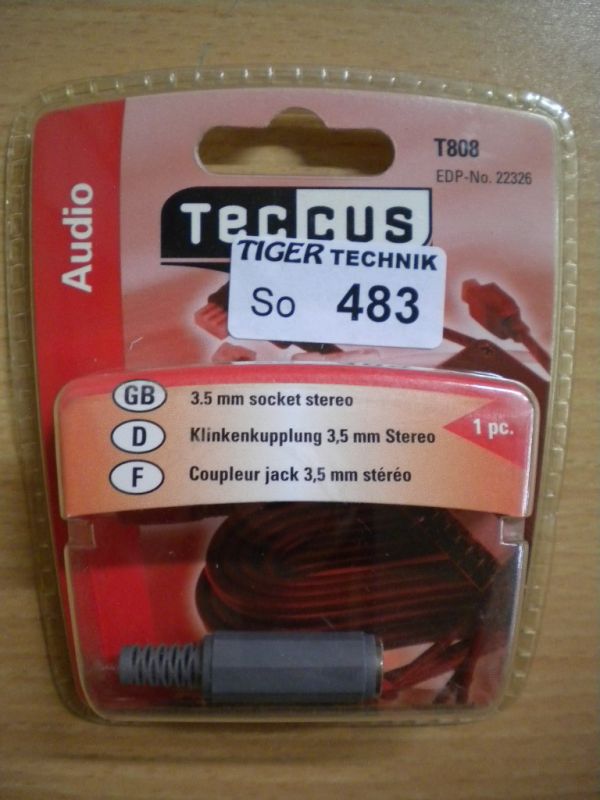 T808
EDP-No. 22326
Audio
Teccus
TIGER TECHNIK
So 483
GB 3.5 mm socket stereo
D Klinkenkupplung 3,5 mm Stereo
F Coupleur jack 3,5 mm stéréo
1 pc.